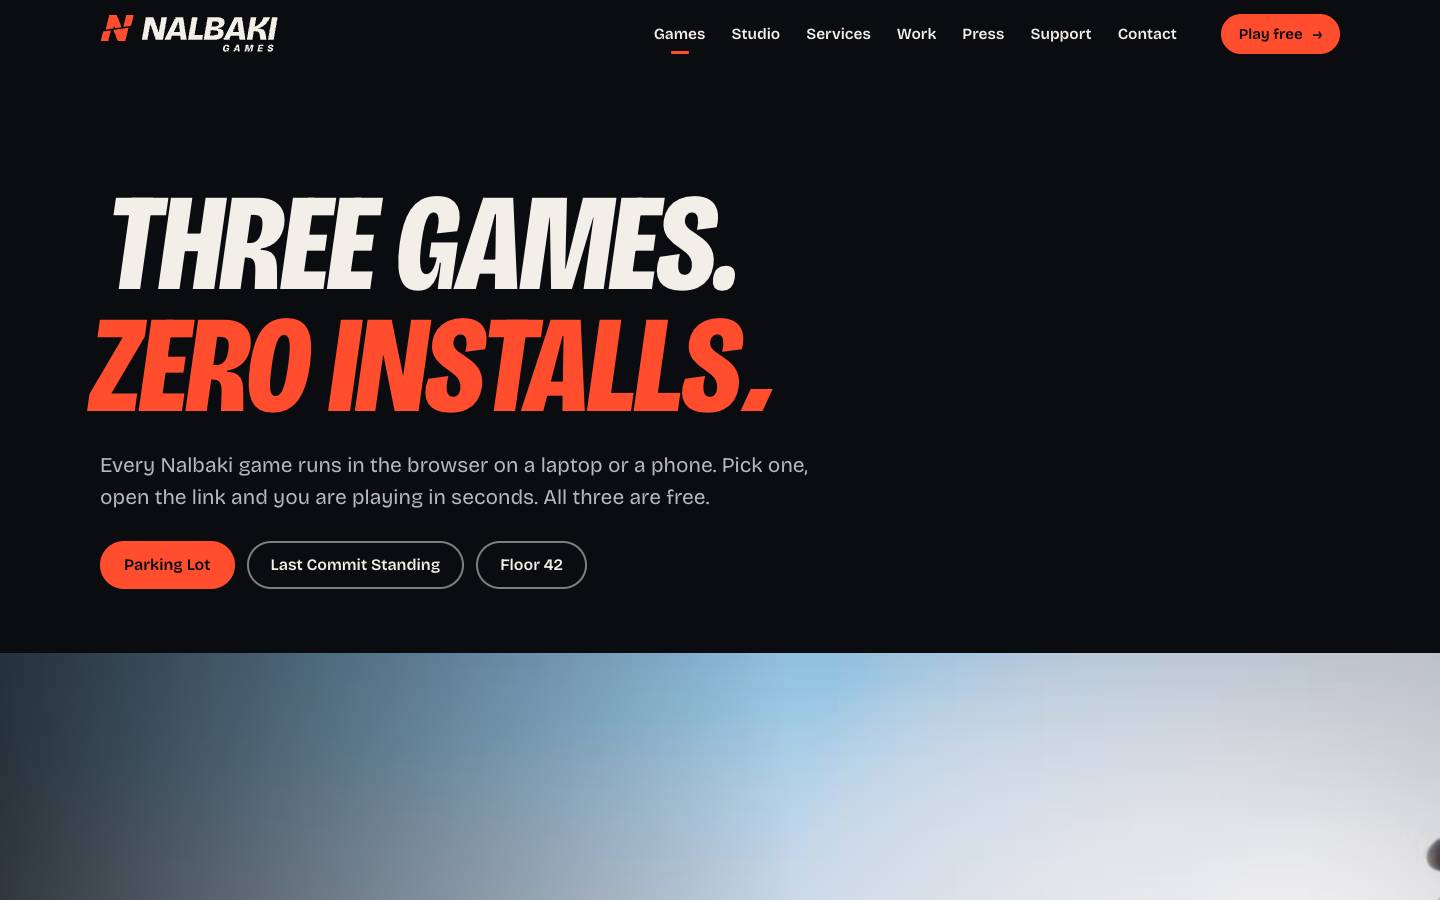 NALBAKI
GAMES
Games Studio Services Work Press Support Contact Play free →
THREE GAMES.
ZERO INSTALLS.
Every Nalbaki game runs in the browser on a laptop or a phone. Pick one,
open the link and you are playing in seconds. All three are free.
Parking Lot Last Commit Standing Floor 42